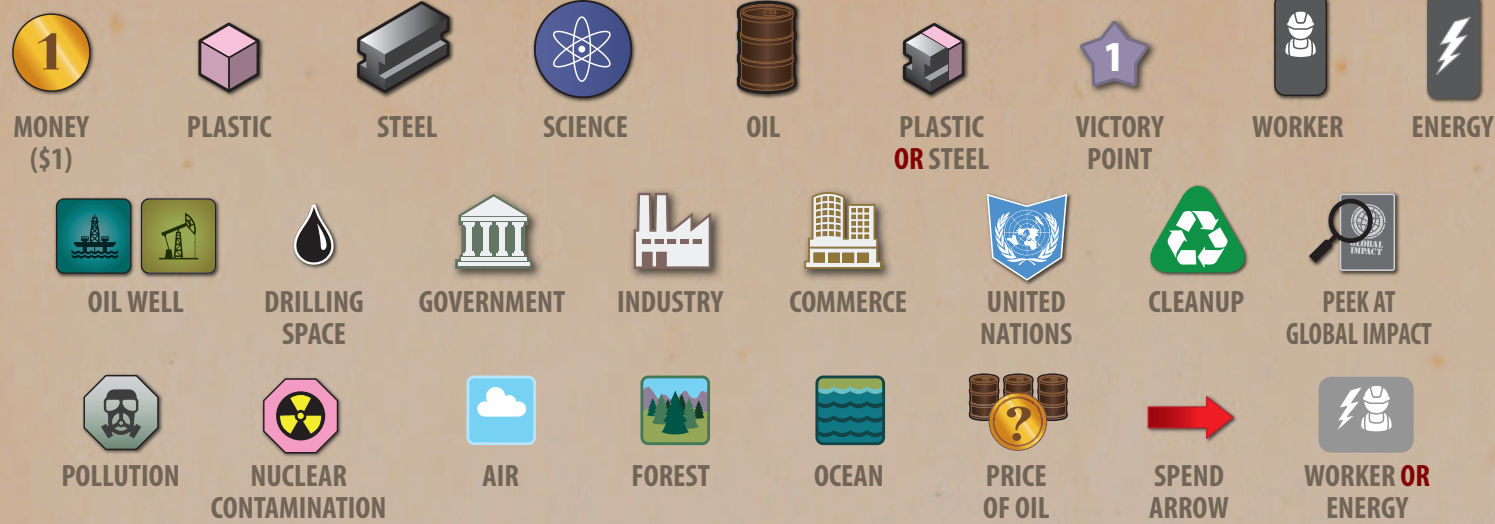 1
1
MONEY
($1)
PLASTIC
STEEL
SCIENCE
OIL
PLASTIC
OR STEEL
VICTORY
POINT
WORKER
ENERGY
GLOBAL
IMPACT
OIL WELL
DRILLING
SPACE
GOVERNMENT
INDUSTRY
COMMERCE
UNITED
NATIONS
CLEANUP
PEEK AT
GLOBAL IMPACT
?
POLLUTION
NUCLEAR
CONTAMINATION
AIR
FOREST
OCEAN
PRICE
OF OIL
SPEND
ARROW
WORKER OR
ENERGY